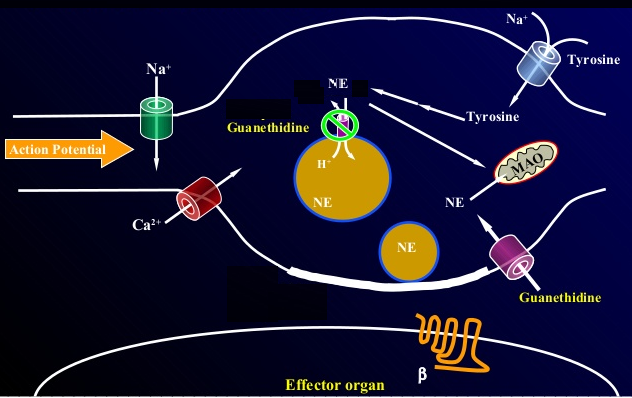 Na⁺
Tyrosine
Na⁺
NE
Tyrosine
Guanethidine
Action Potential
H⁺
MAO
NE
NE
Ca²⁺
NE
Guanethidine
β
Effector organ